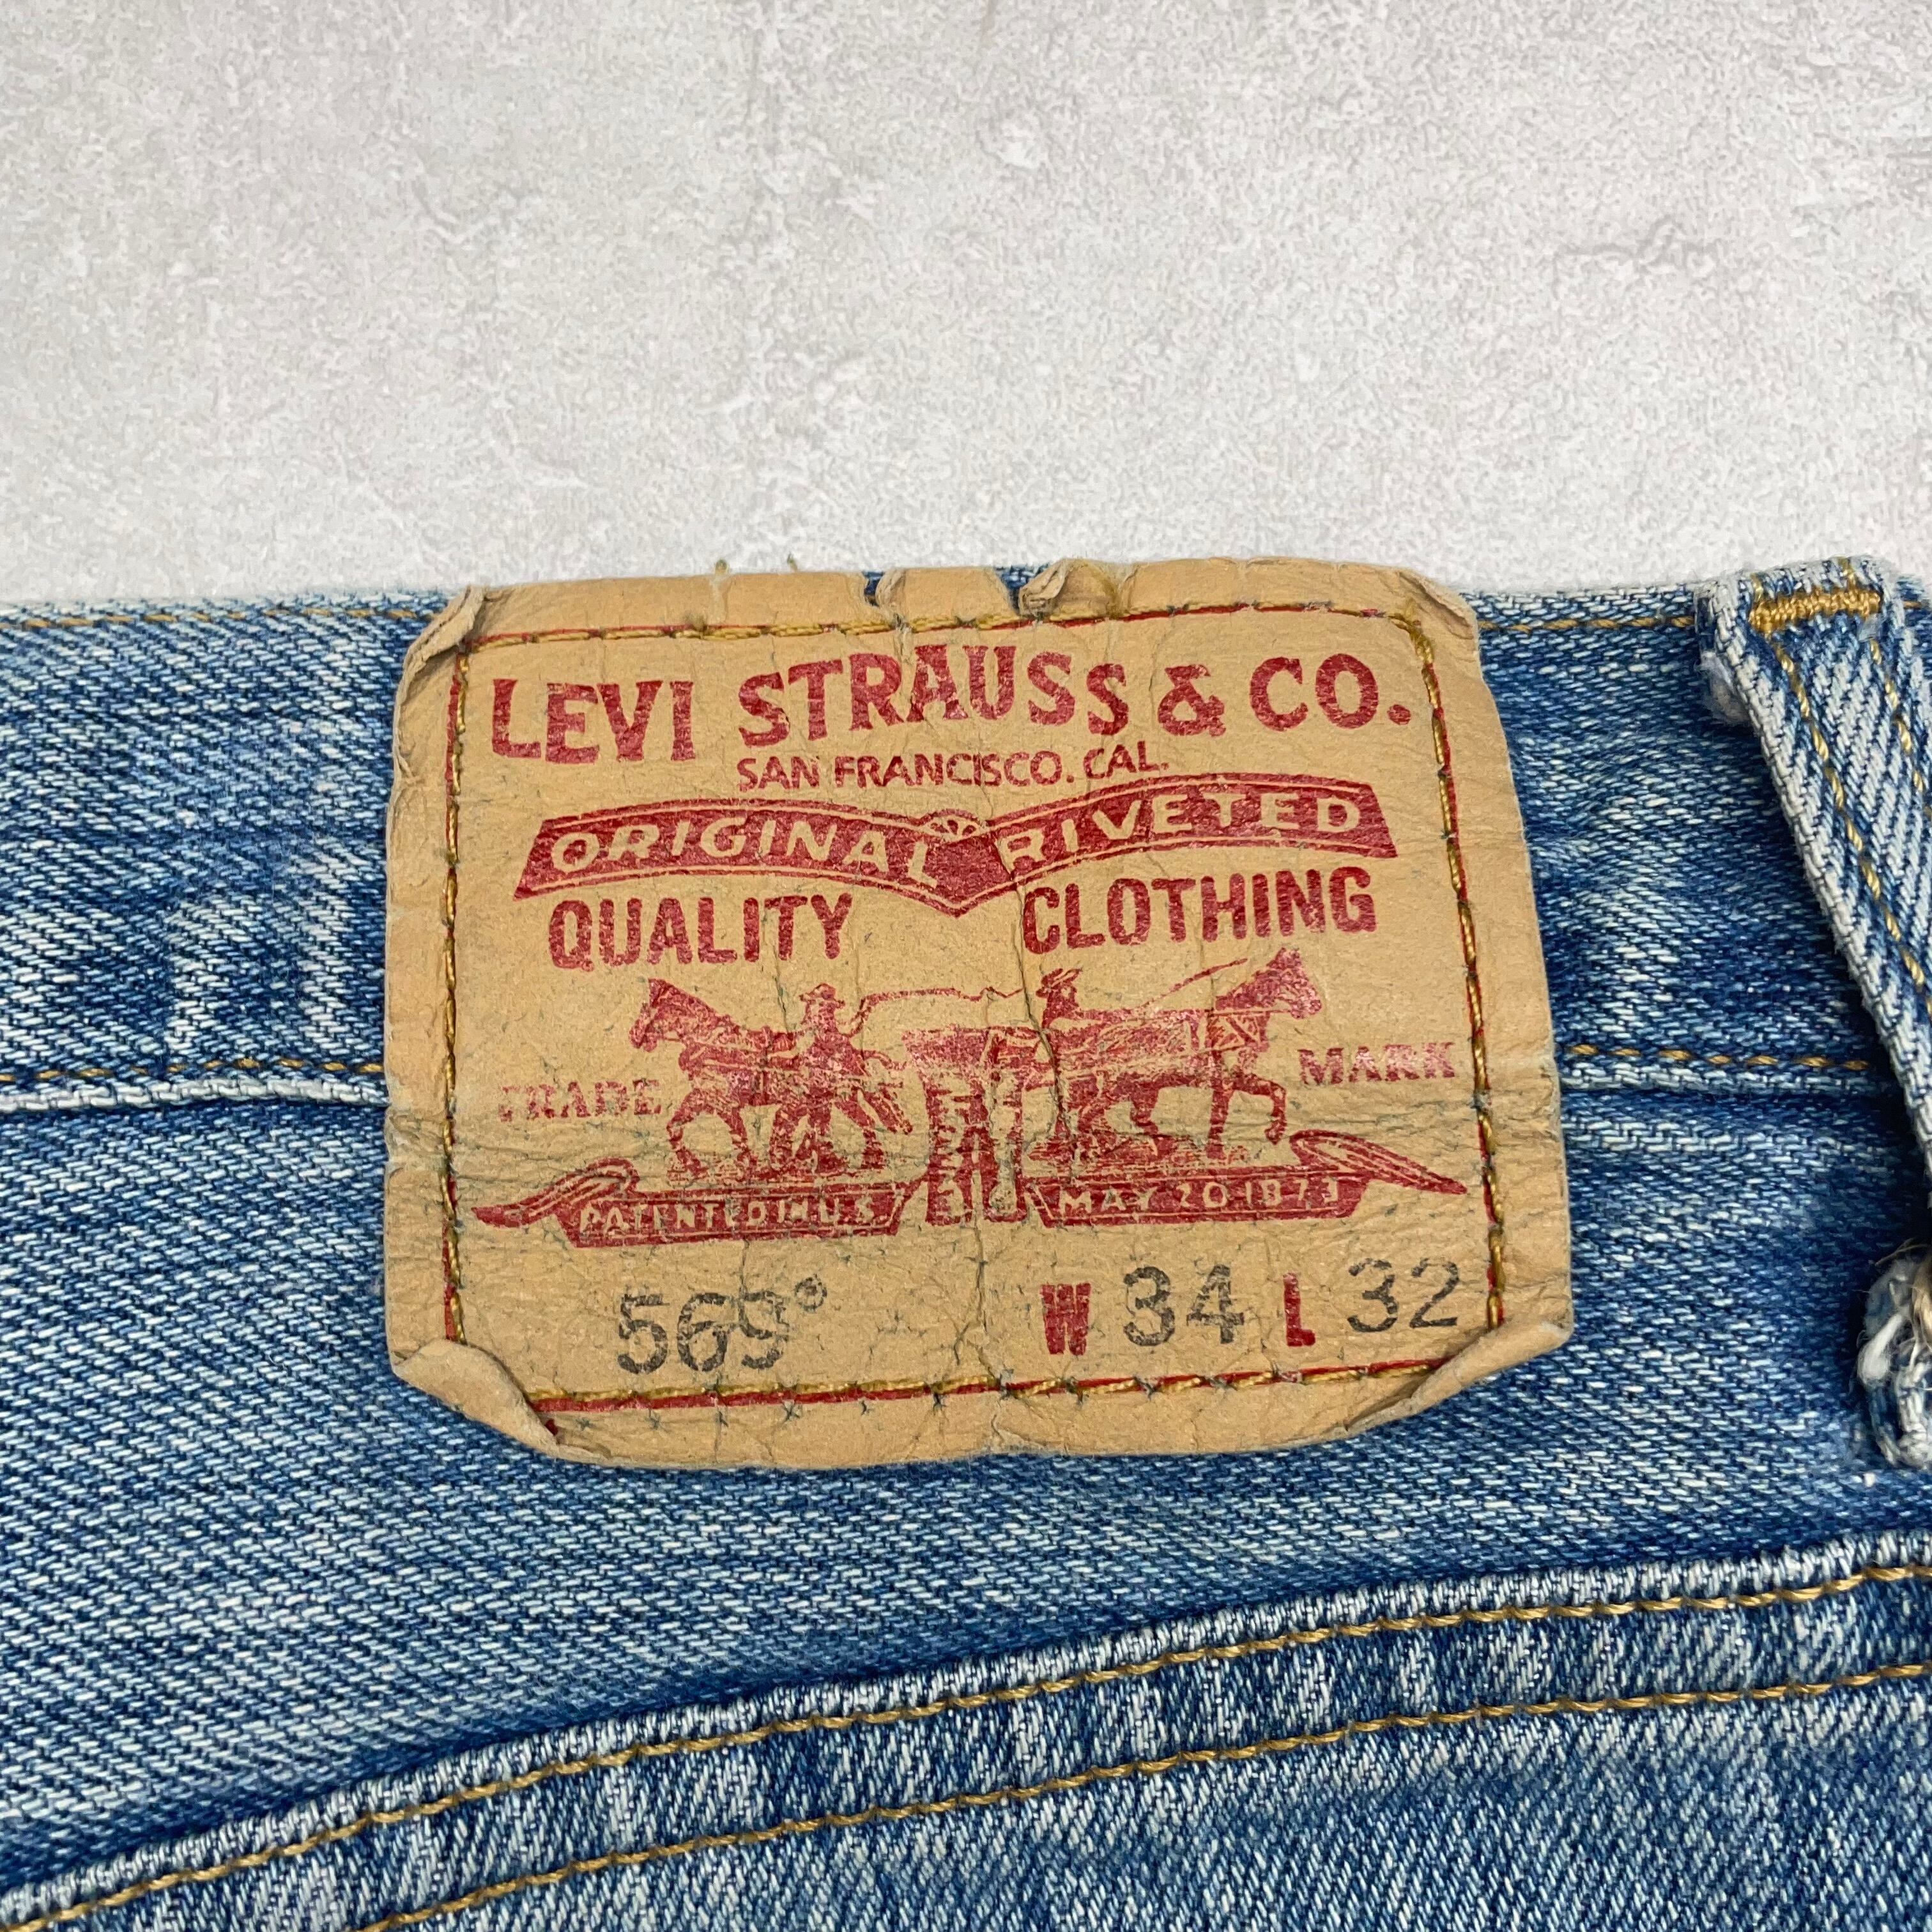 LEVI STRAUSS & CO.
SAN FRANCISCO. CAL.
ORIGINAL RIVETED
QUALITY CLOTHING
TRADE MARK
PATENTED IN U.S. MAY 20 1873
569® W 34 L 32